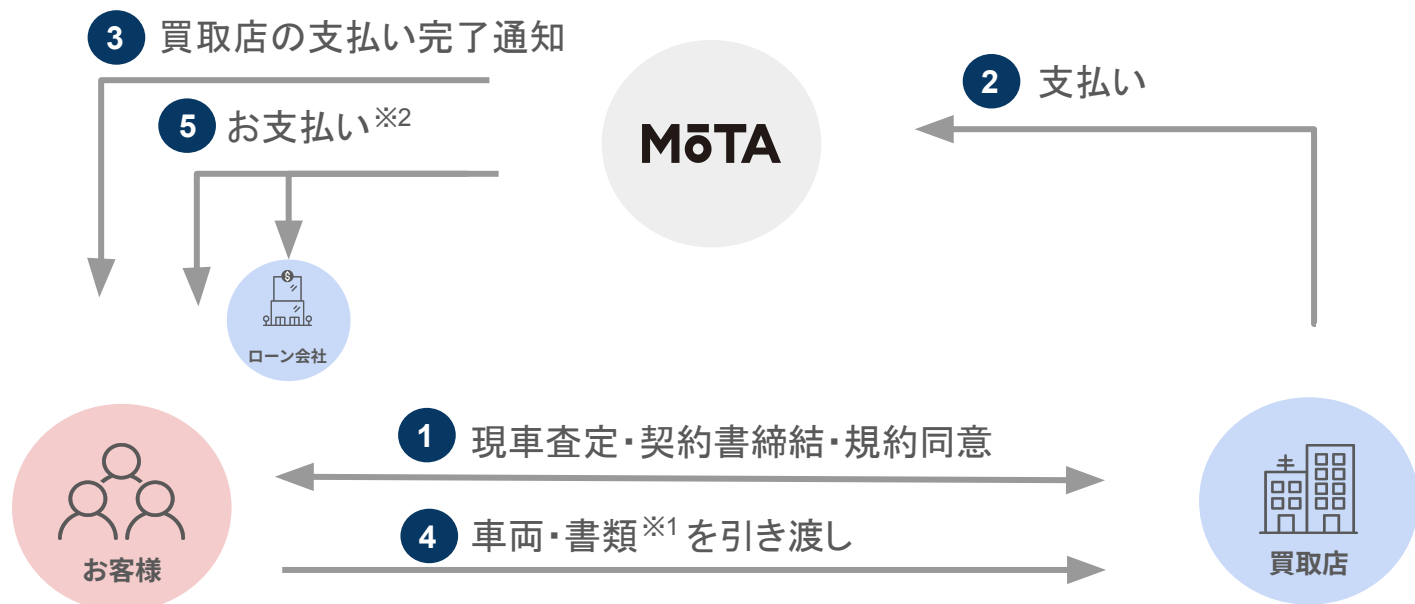 3 買取店の支払い完了通知
2 支払い
5 お支払い※2
MōTA
$
ローン会社
1 現車査定・契約書締結・規約同意
4 車両・書類※1を引き渡し
お客様
買取店